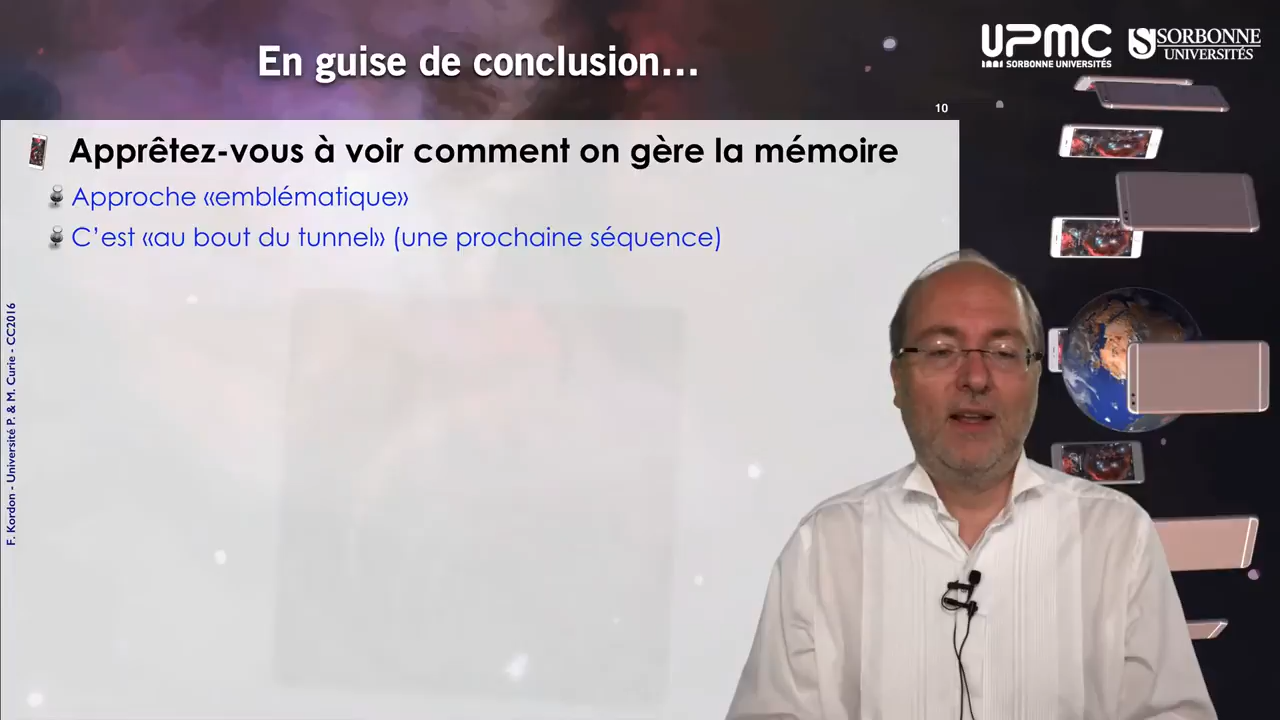 En guise de conclusion...
UPMC
SORBONNE UNIVERSITÉS
SORBONNE
UNIVERSITÉS
10
Apprêtez-vous à voir comment on gère la mémoire
Approche «emblématique»
C’est «au bout du tunnel» (une prochaine séquence)
F. Kordon - Université P. & M. Curie - CC2016